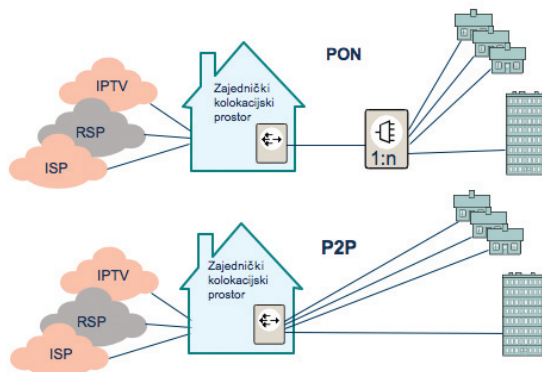 PON
IPTV
RSP
ISP
Zajednički
kolokacijski
prostor
1:n
P2P
IPTV
RSP
ISP
Zajednički
kolokacijski
prostor